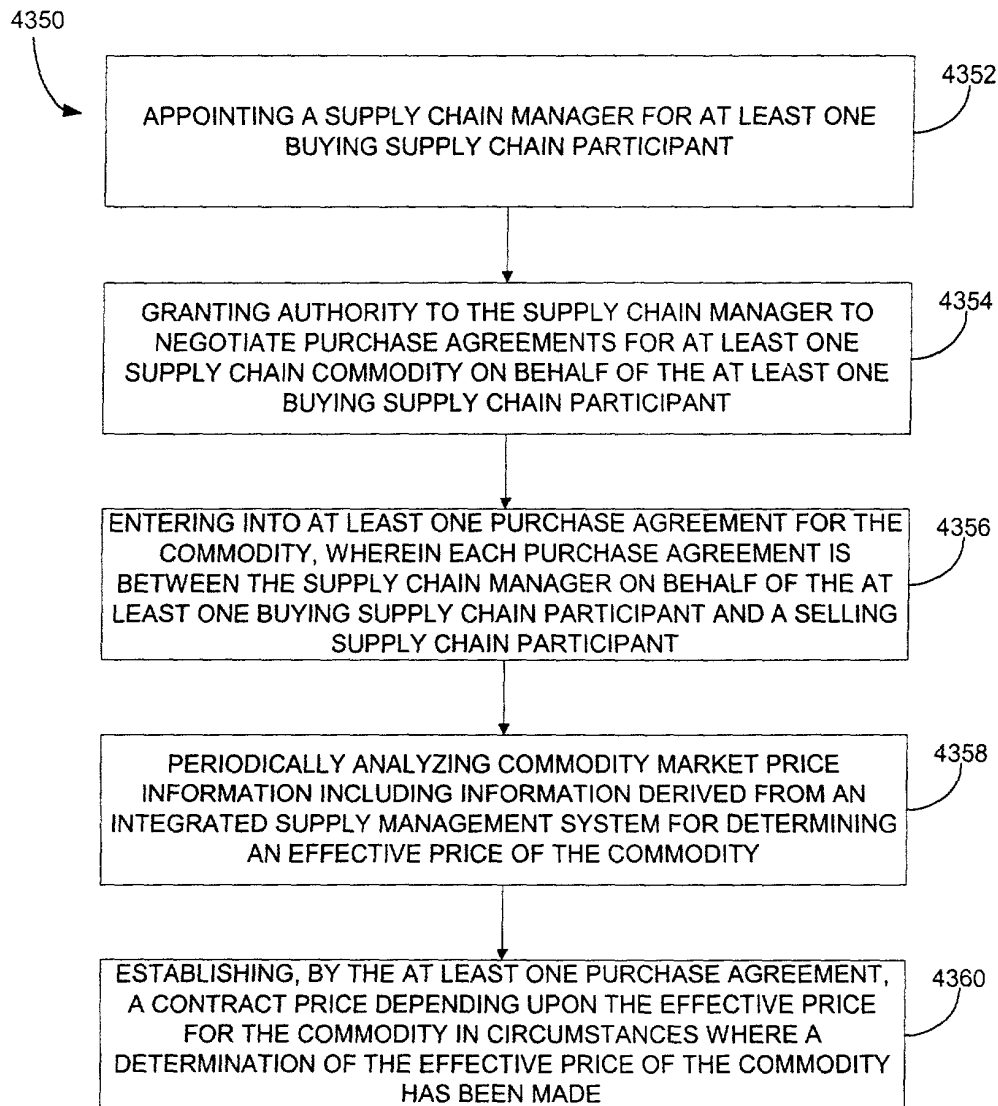 4350
4352
APPOINTING A SUPPLY CHAIN MANAGER FOR AT LEAST ONE
BUYING SUPPLY CHAIN PARTICIPANT
4354
GRANTING AUTHORITY TO THE SUPPLY CHAIN MANAGER TO
NEGOTIATE PURCHASE AGREEMENTS FOR AT LEAST ONE
SUPPLY CHAIN COMMODITY ON BEHALF OF THE AT LEAST ONE
BUYING SUPPLY CHAIN PARTICIPANT
4356
ENTERING INTO AT LEAST ONE PURCHASE AGREEMENT FOR THE
COMMODITY, WHEREIN EACH PURCHASE AGREEMENT IS
BETWEEN THE SUPPLY CHAIN MANAGER ON BEHALF OF THE AT
LEAST ONE BUYING SUPPLY CHAIN PARTICIPANT AND A SELLING
SUPPLY CHAIN PARTICIPANT
4358
PERIODICALLY ANALYZING COMMODITY MARKET PRICE
INFORMATION INCLUDING INFORMATION DERIVED FROM AN
INTEGRATED SUPPLY MANAGEMENT SYSTEM FOR DETERMINING
AN EFFECTIVE PRICE OF THE COMMODITY
4360
ESTABLISHING, BY THE AT LEAST ONE PURCHASE AGREEMENT,
A CONTRACT PRICE DEPENDING UPON THE EFFECTIVE PRICE
FOR THE COMMODITY IN CIRCUMSTANCES WHERE A
DETERMINATION OF THE EFFECTIVE PRICE OF THE COMMODITY
HAS BEEN MADE